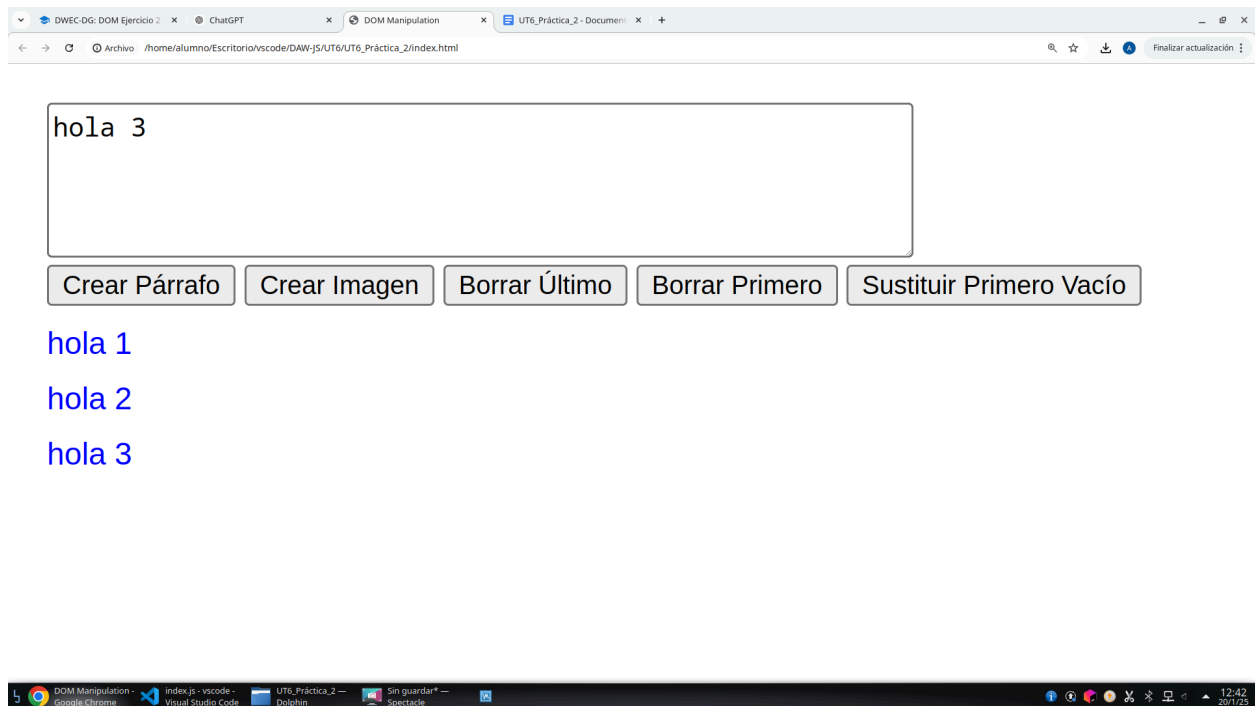 DWEC-DG: DOM Ejercicio 2
ChatGPT
DOM Manipulation
UT6_Práctica_2 - Document
Archivo /home/alumno/Escritorio/vscode/DAW-JS/UT6/UT6_Práctica_2/index.html
A
Finalizar actualización
hola 3
Crear Párrafo Crear Imagen Borrar Último Borrar Primero Sustituir Primero Vacío
hola 1
hola 2
hola 3
DOM Manipulation -
Google Chrome
index.js - vscode -
Visual Studio Code
UT6_Práctica_2 —
Dolphin
Sin guardar* —
Spectacle
12:42
20/1/25